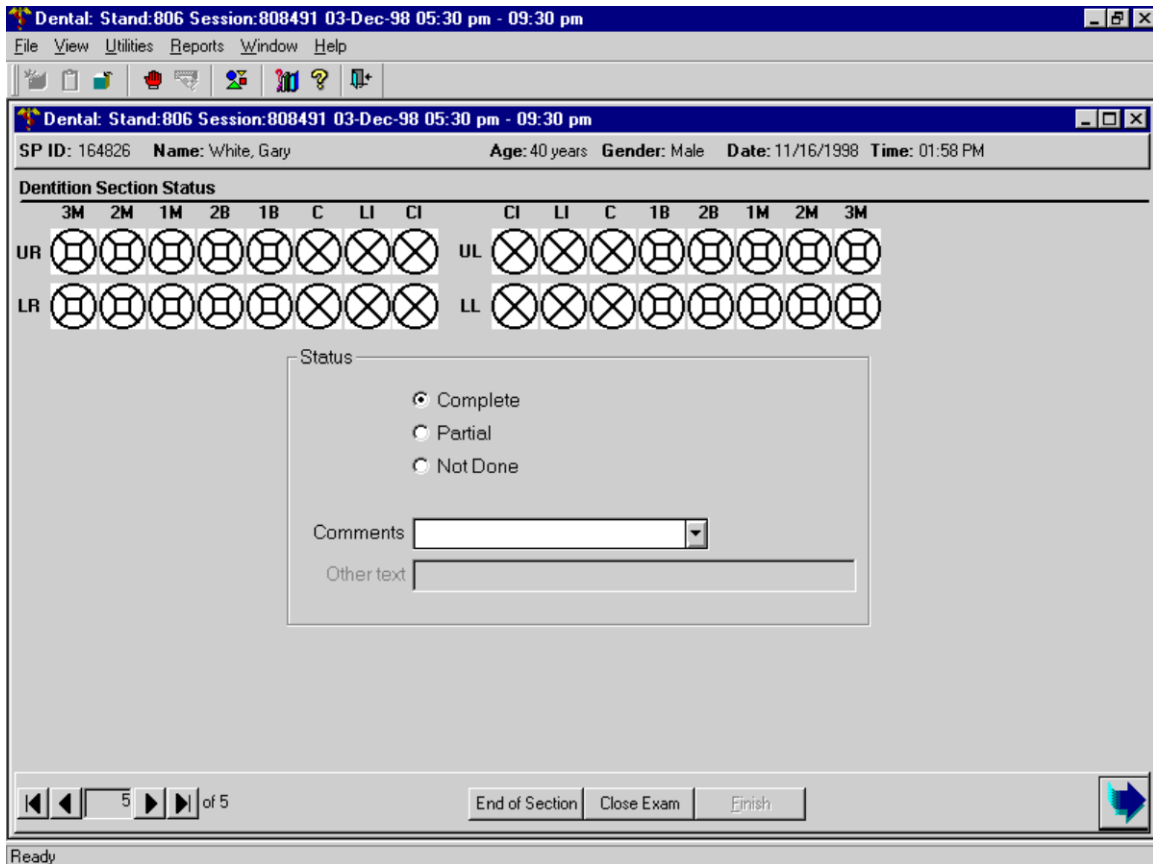 Dental: Stand:806 Session:808491 03-Dec-98 05:30 pm - 09:30 pm
File View Utilities Reports Window Help
Dental: Stand:806 Session:808491 03-Dec-98 05:30 pm - 09:30 pm
SP ID: 164826 Name: White, Gary Age: 40 years Gender: Male Date: 11/16/1998 Time: 01:58 PM
Dentition Section Status
3M 2M 1M 2B 1B C LI CI CI LI C 1B 2B 1M 2M 3M
UR UL
LR LL
Status
Complete
Partial
Not Done
Comments
Other text
5 of 5 End of Section Close Exam Finish
Ready